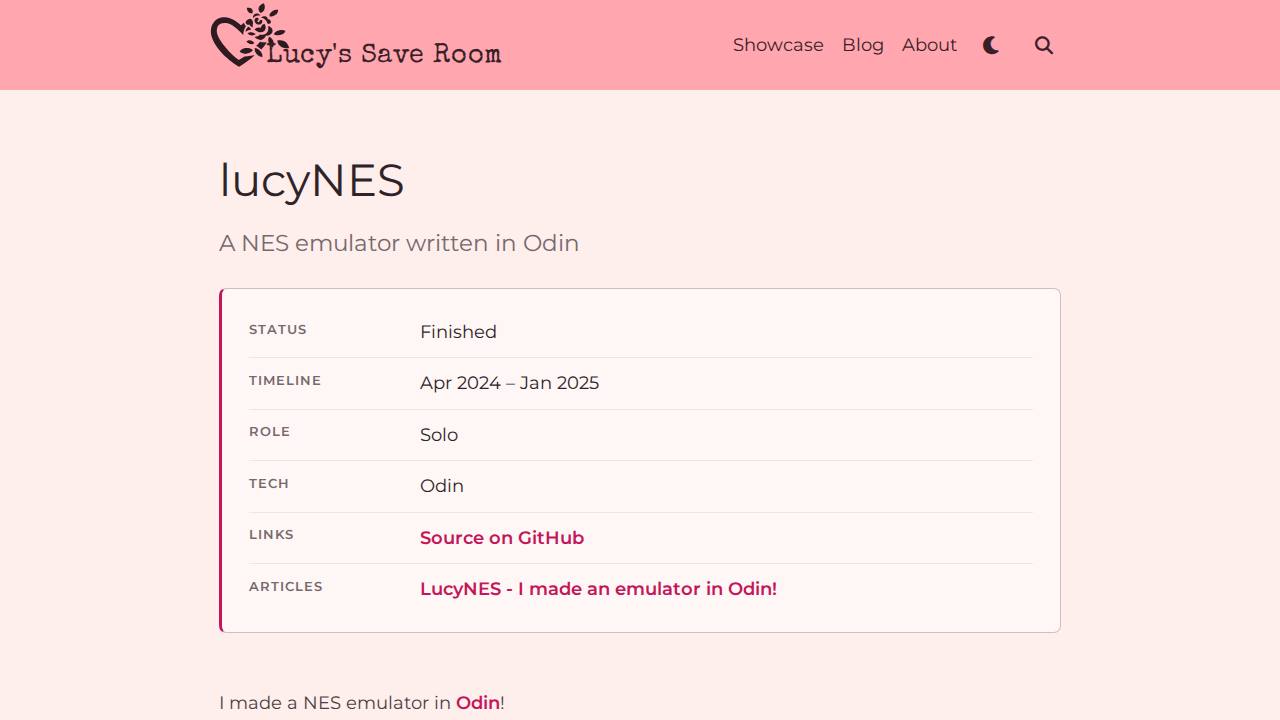 Lucy's Save Room
Showcase Blog About
lucyNES
A NES emulator written in Odin
STATUS Finished
TIMELINE Apr 2024 – Jan 2025
ROLE Solo
TECH Odin
LINKS Source on GitHub
ARTICLES LucyNES - I made an emulator in Odin!
I made a NES emulator in Odin!